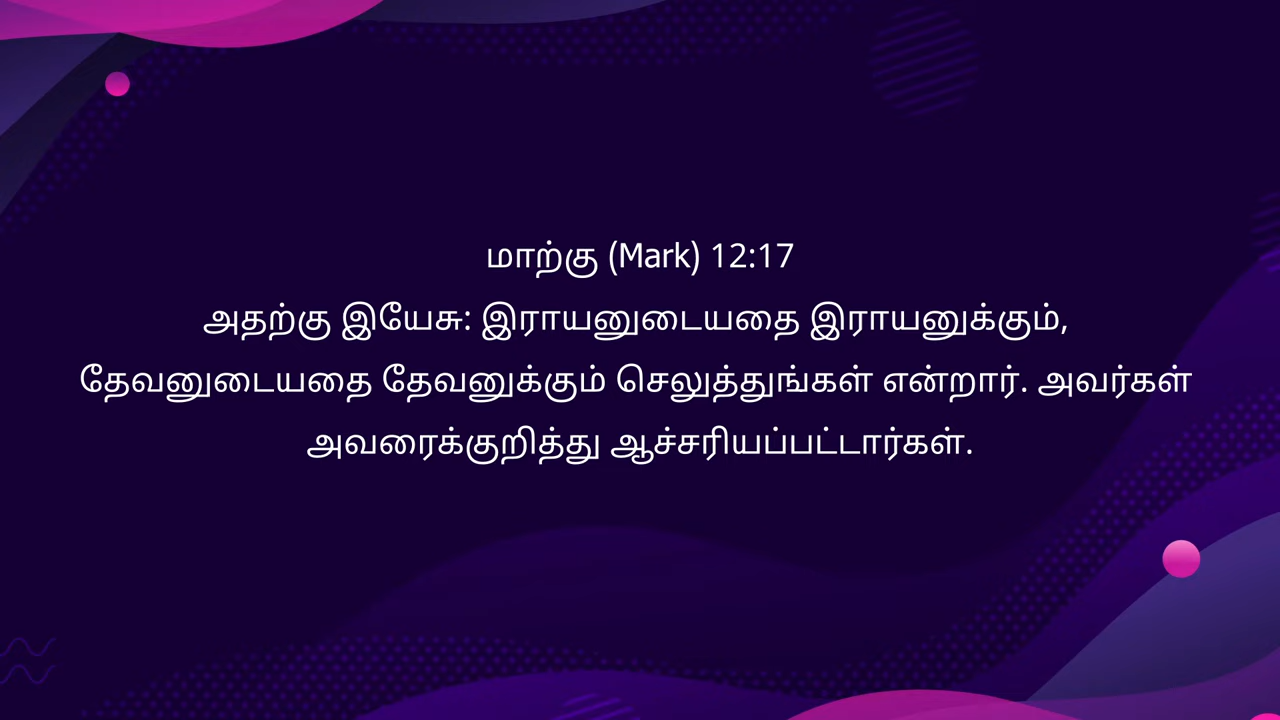 மாற்கு (Mark) 12:17
அதற்கு இயேசு: இராயனுடையதை இராயனுக்கும்,
தேவனுடையதை தேவனுக்கும் செலுத்துங்கள் என்றார். அவர்கள்
அவரைக்குறித்து ஆச்சரியப்பட்டார்கள்.